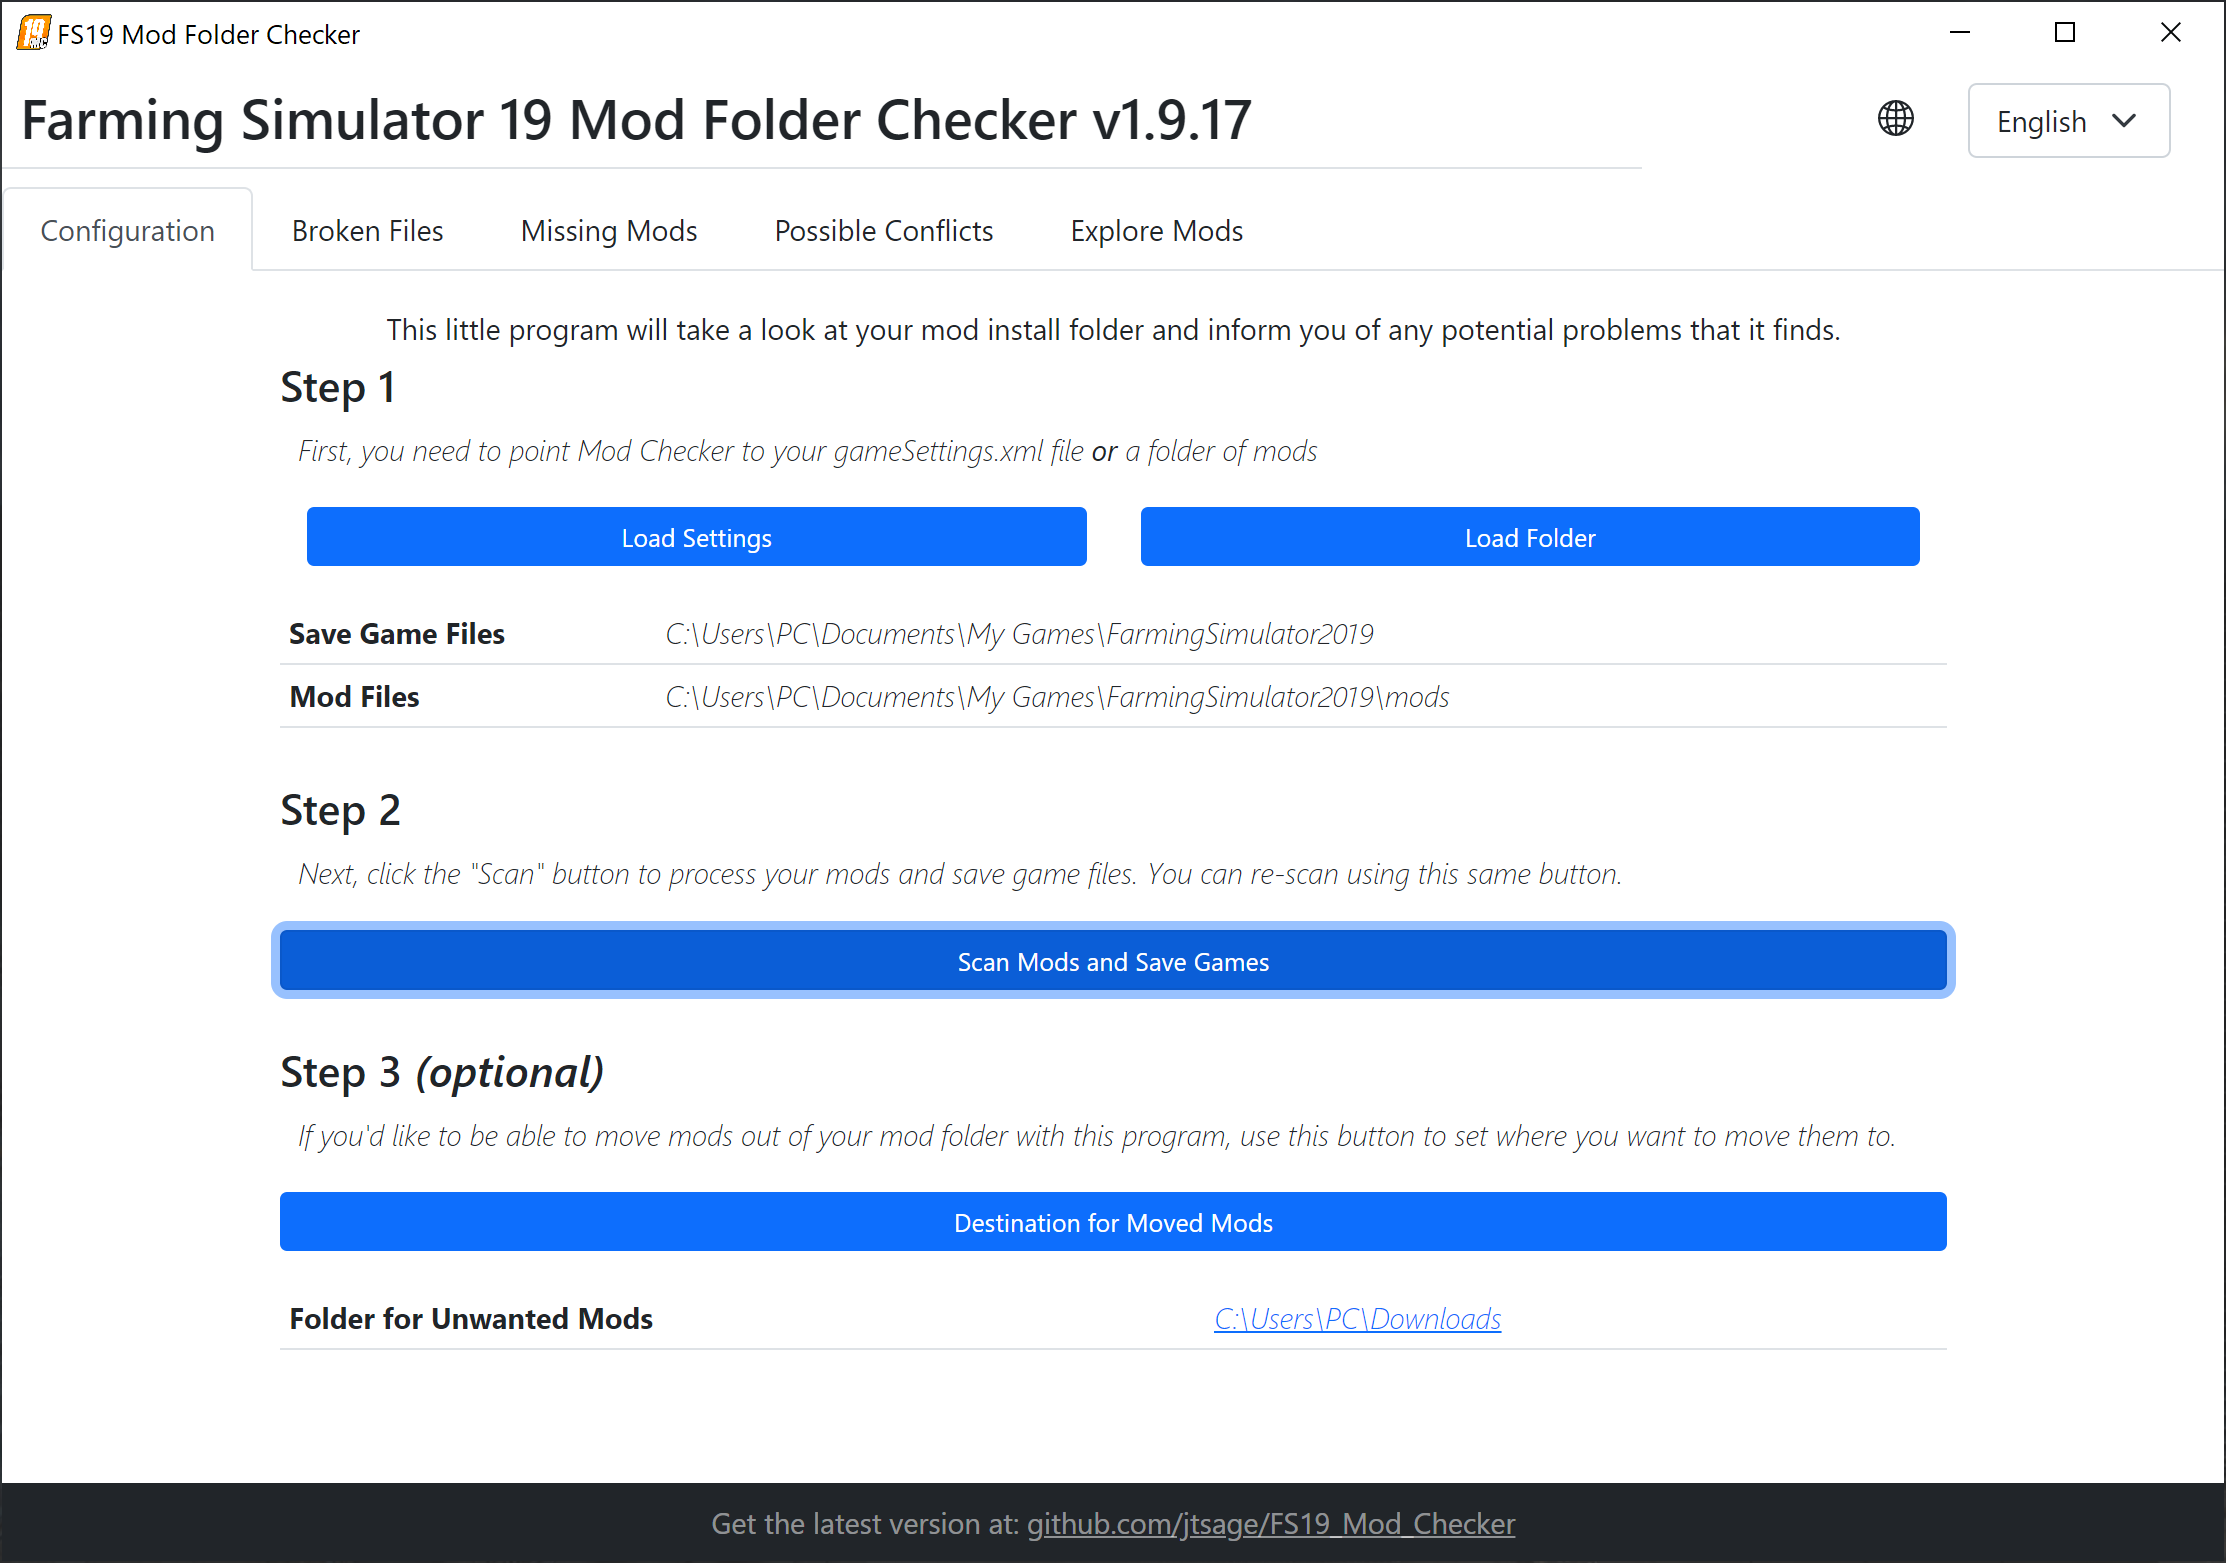 FS19 Mod Folder Checker
Farming Simulator 19 Mod Folder Checker v1.9.17
English
Configuration
Broken Files
Missing Mods
Possible Conflicts
Explore Mods
This little program will take a look at your mod install folder and inform you of any potential problems that it finds.
Step 1
First, you need to point Mod Checker to your gameSettings.xml file or a folder of mods
Load Settings
Load Folder
Save Game Files C:\Users\PC\Documents\My Games\FarmingSimulator2019
Mod Files C:\Users\PC\Documents\My Games\FarmingSimulator2019\mods
Step 2
Next, click the "Scan" button to process your mods and save game files. You can re-scan using this same button.
Scan Mods and Save Games
Step 3 (optional)
If you'd like to be able to move mods out of your mod folder with this program, use this button to set where you want to move them to.
Destination for Moved Mods
Folder for Unwanted Mods C:\Users\PC\Downloads
Get the latest version at: github.com/jtsage/FS19_Mod_Checker